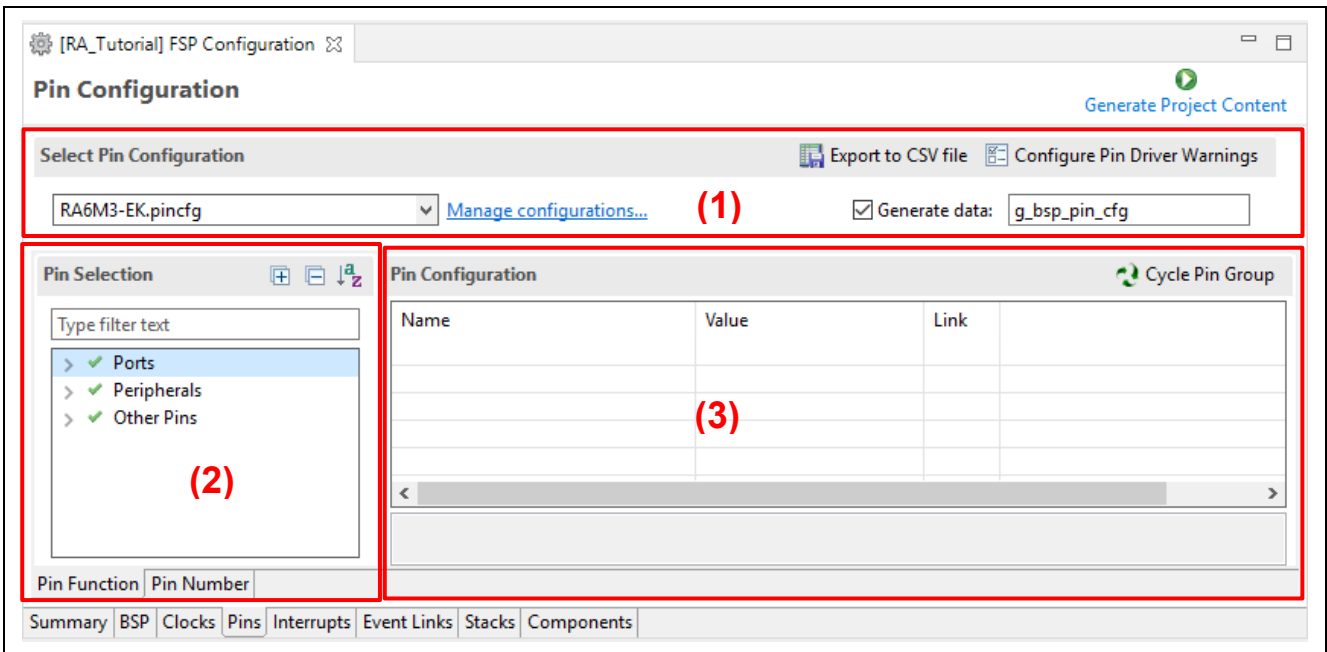 [RA_Tutorial] FSP Configuration
Pin Configuration
Generate Project Content
Select Pin Configuration
Export to CSV file
Configure Pin Driver Warnings
RA6M3-EK.pincfg
Manage configurations...
(1)
Generate data:
g_bsp_pin_cfg
Pin Selection
Type filter text
Ports
Peripherals
Other Pins
(2)
Pin Configuration
Cycle Pin Group
Name Value Link
(3)
Pin Function Pin Number
Summary BSP Clocks Pins Interrupts Event Links Stacks Components